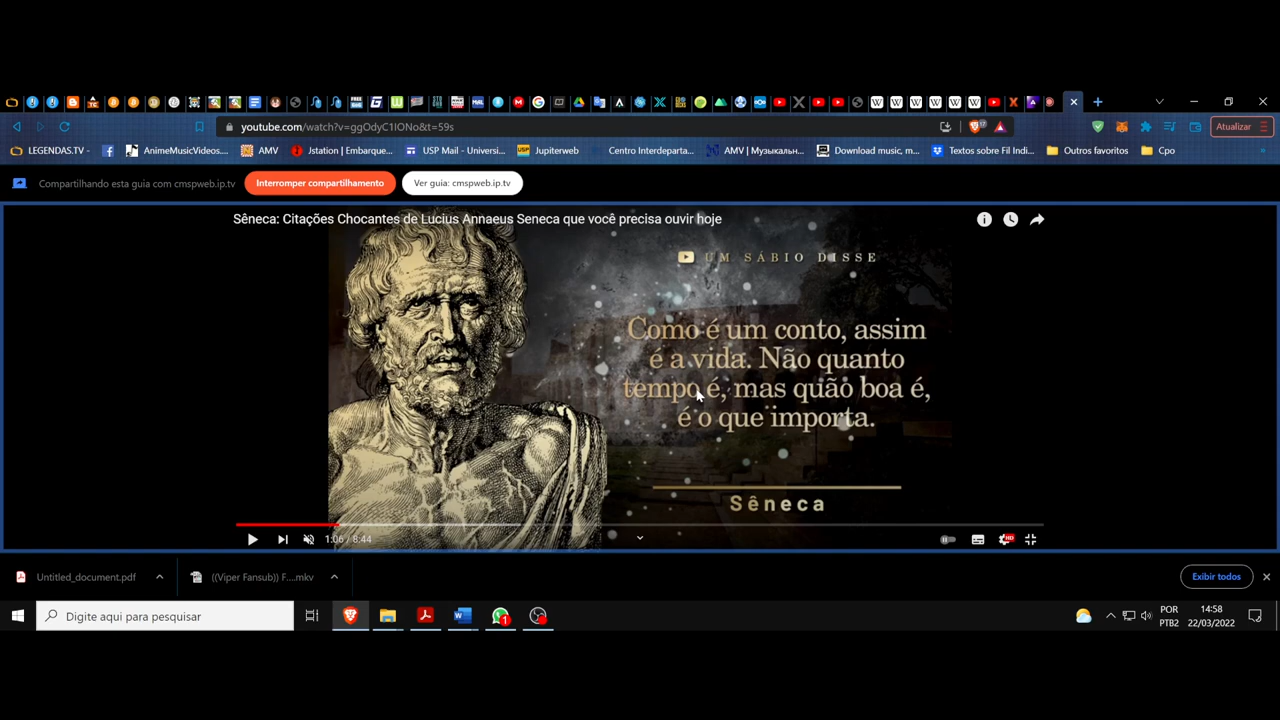 youtube.com/watch?v=ggOdyC1IONo&t=59s
Atualizar
LEGENDAS.TV
AnimeMusicVideos...
AMV
Jstation | Embarque...
USP Mail - Universi...
Jupiterweb
Centro Interdeparta...
AMV | Музыкальн...
Download music, m...
Textos sobre Fil Indi...
Outros favoritos
Cpo
Compartilhando esta guia com cmspweb.ip.tv
Interromper compartilhamento
Ver guia: cmspweb.ip.tv
Sêneca: Citações Chocantes de Lucius Annaeus Seneca que você precisa ouvir hoje
UM SÁBIO DISSE
Como é um conto, assim
é a vida. Não quanto
tempo é, mas quão boa é,
é o que importa.
Sêneca
1:06 / 8:44
HD
Untitled_document.pdf
((Viper Fansub)) F....mkv
Exibir todos
Digite aqui para pesquisar
1
POR
PTB2
14:58
22/03/2022